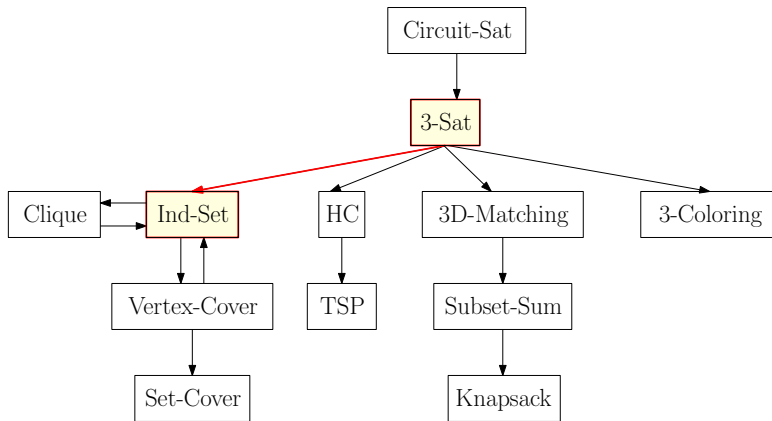 Circuit-Sat
3-Sat
Clique
Ind-Set
HC
3D-Matching
3-Coloring
Vertex-Cover
TSP
Subset-Sum
Set-Cover
Knapsack